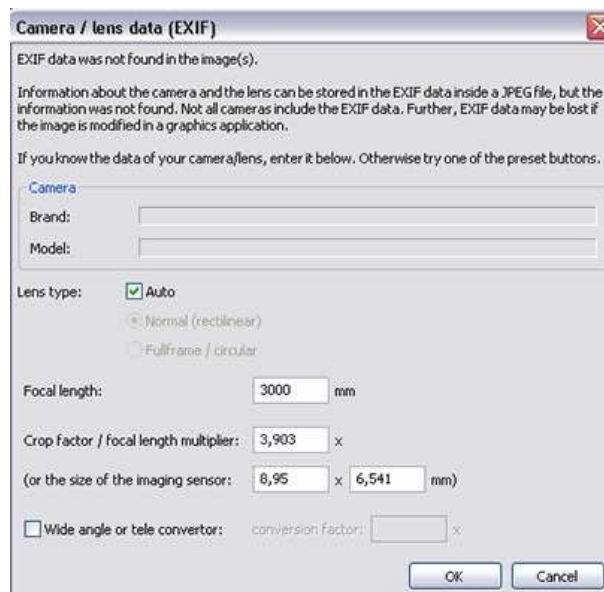 Camera / lens data (EXIF)
EXIF data was not found in the image(s).
Information about the camera and the lens can be stored in the EXIF data inside a JPEG file, but the
information was not found. Not all cameras include the EXIF data. Further, EXIF data may be lost if
the image is modified in a graphics application.
If you know the data of your camera/lens, enter it below. Otherwise try one of the preset buttons.
Camera
Brand:
Model:
Lens type: Auto
Normal (rectilinear)
Fullframe / circular
Focal length: 3000 mm
Crop factor / focal length multiplier: 3,903 x
(or the size of the imaging sensor: 8,95 x 6,541 mm)
Wide angle or tele convertor: conversion factor: x
OK Cancel